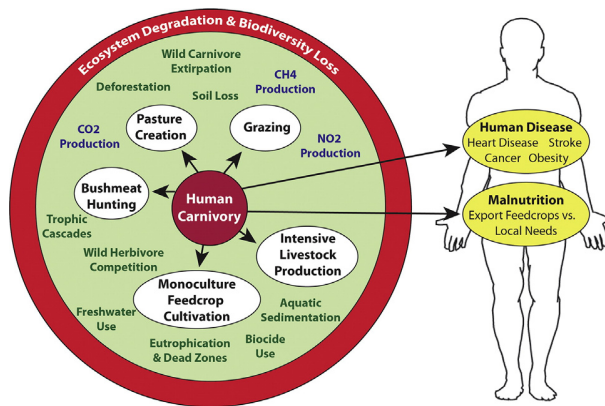 Ecosystem Degradation & Biodiversity Loss
Wild Carnivore
Extirpation
Deforestation
CH4
Production
Soil Loss
Pasture
Creation
Grazing
CO2
Production
NO2
Production
Bushmeat
Hunting
Human
Carnivory
Trophic
Cascades
Wild Herbivore
Competition
Intensive
Livestock
Production
Monoculture
Feedcrop
Cultivation
Freshwater
Use
Aquatic
Sedimentation
Eutrophication
& Dead Zones
Biocide
Use
Human Disease
Heart Disease Stroke
Cancer Obesity
Malnutrition
Export Feedcrops vs.
Local Needs